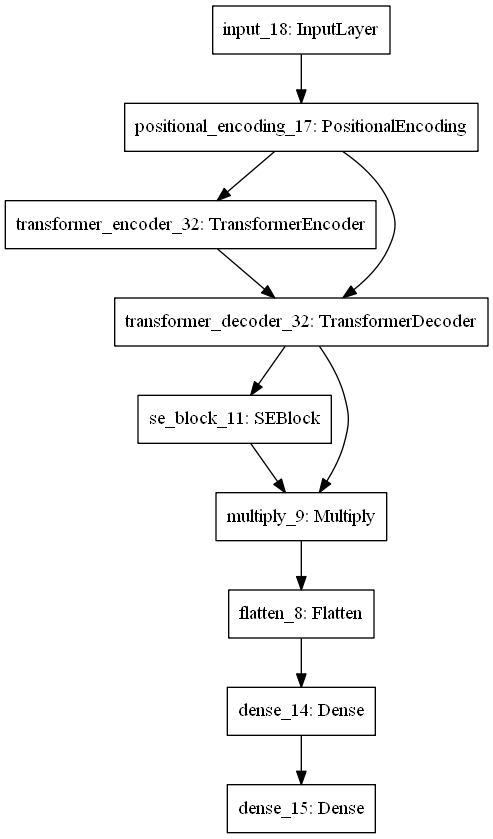 input_18: InputLayer
positional_encoding_17: PositionalEncoding
transformer_encoder_32: TransformerEncoder
transformer_decoder_32: TransformerDecoder
se_block_11: SEBlock
multiply_9: Multiply
flatten_8: Flatten
dense_14: Dense
dense_15: Dense